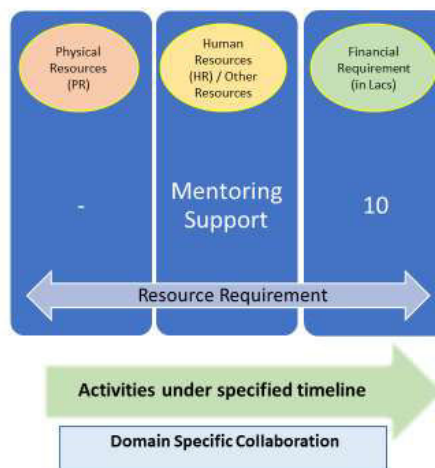 Physical
Resources
(PR)
Human
Resources
(HR) / Other
Resources
Financial
Requirement
(in Lacs)
-
Mentoring
Support
10
Resource Requirement
Activities under specified timeline
Domain Specific Collaboration